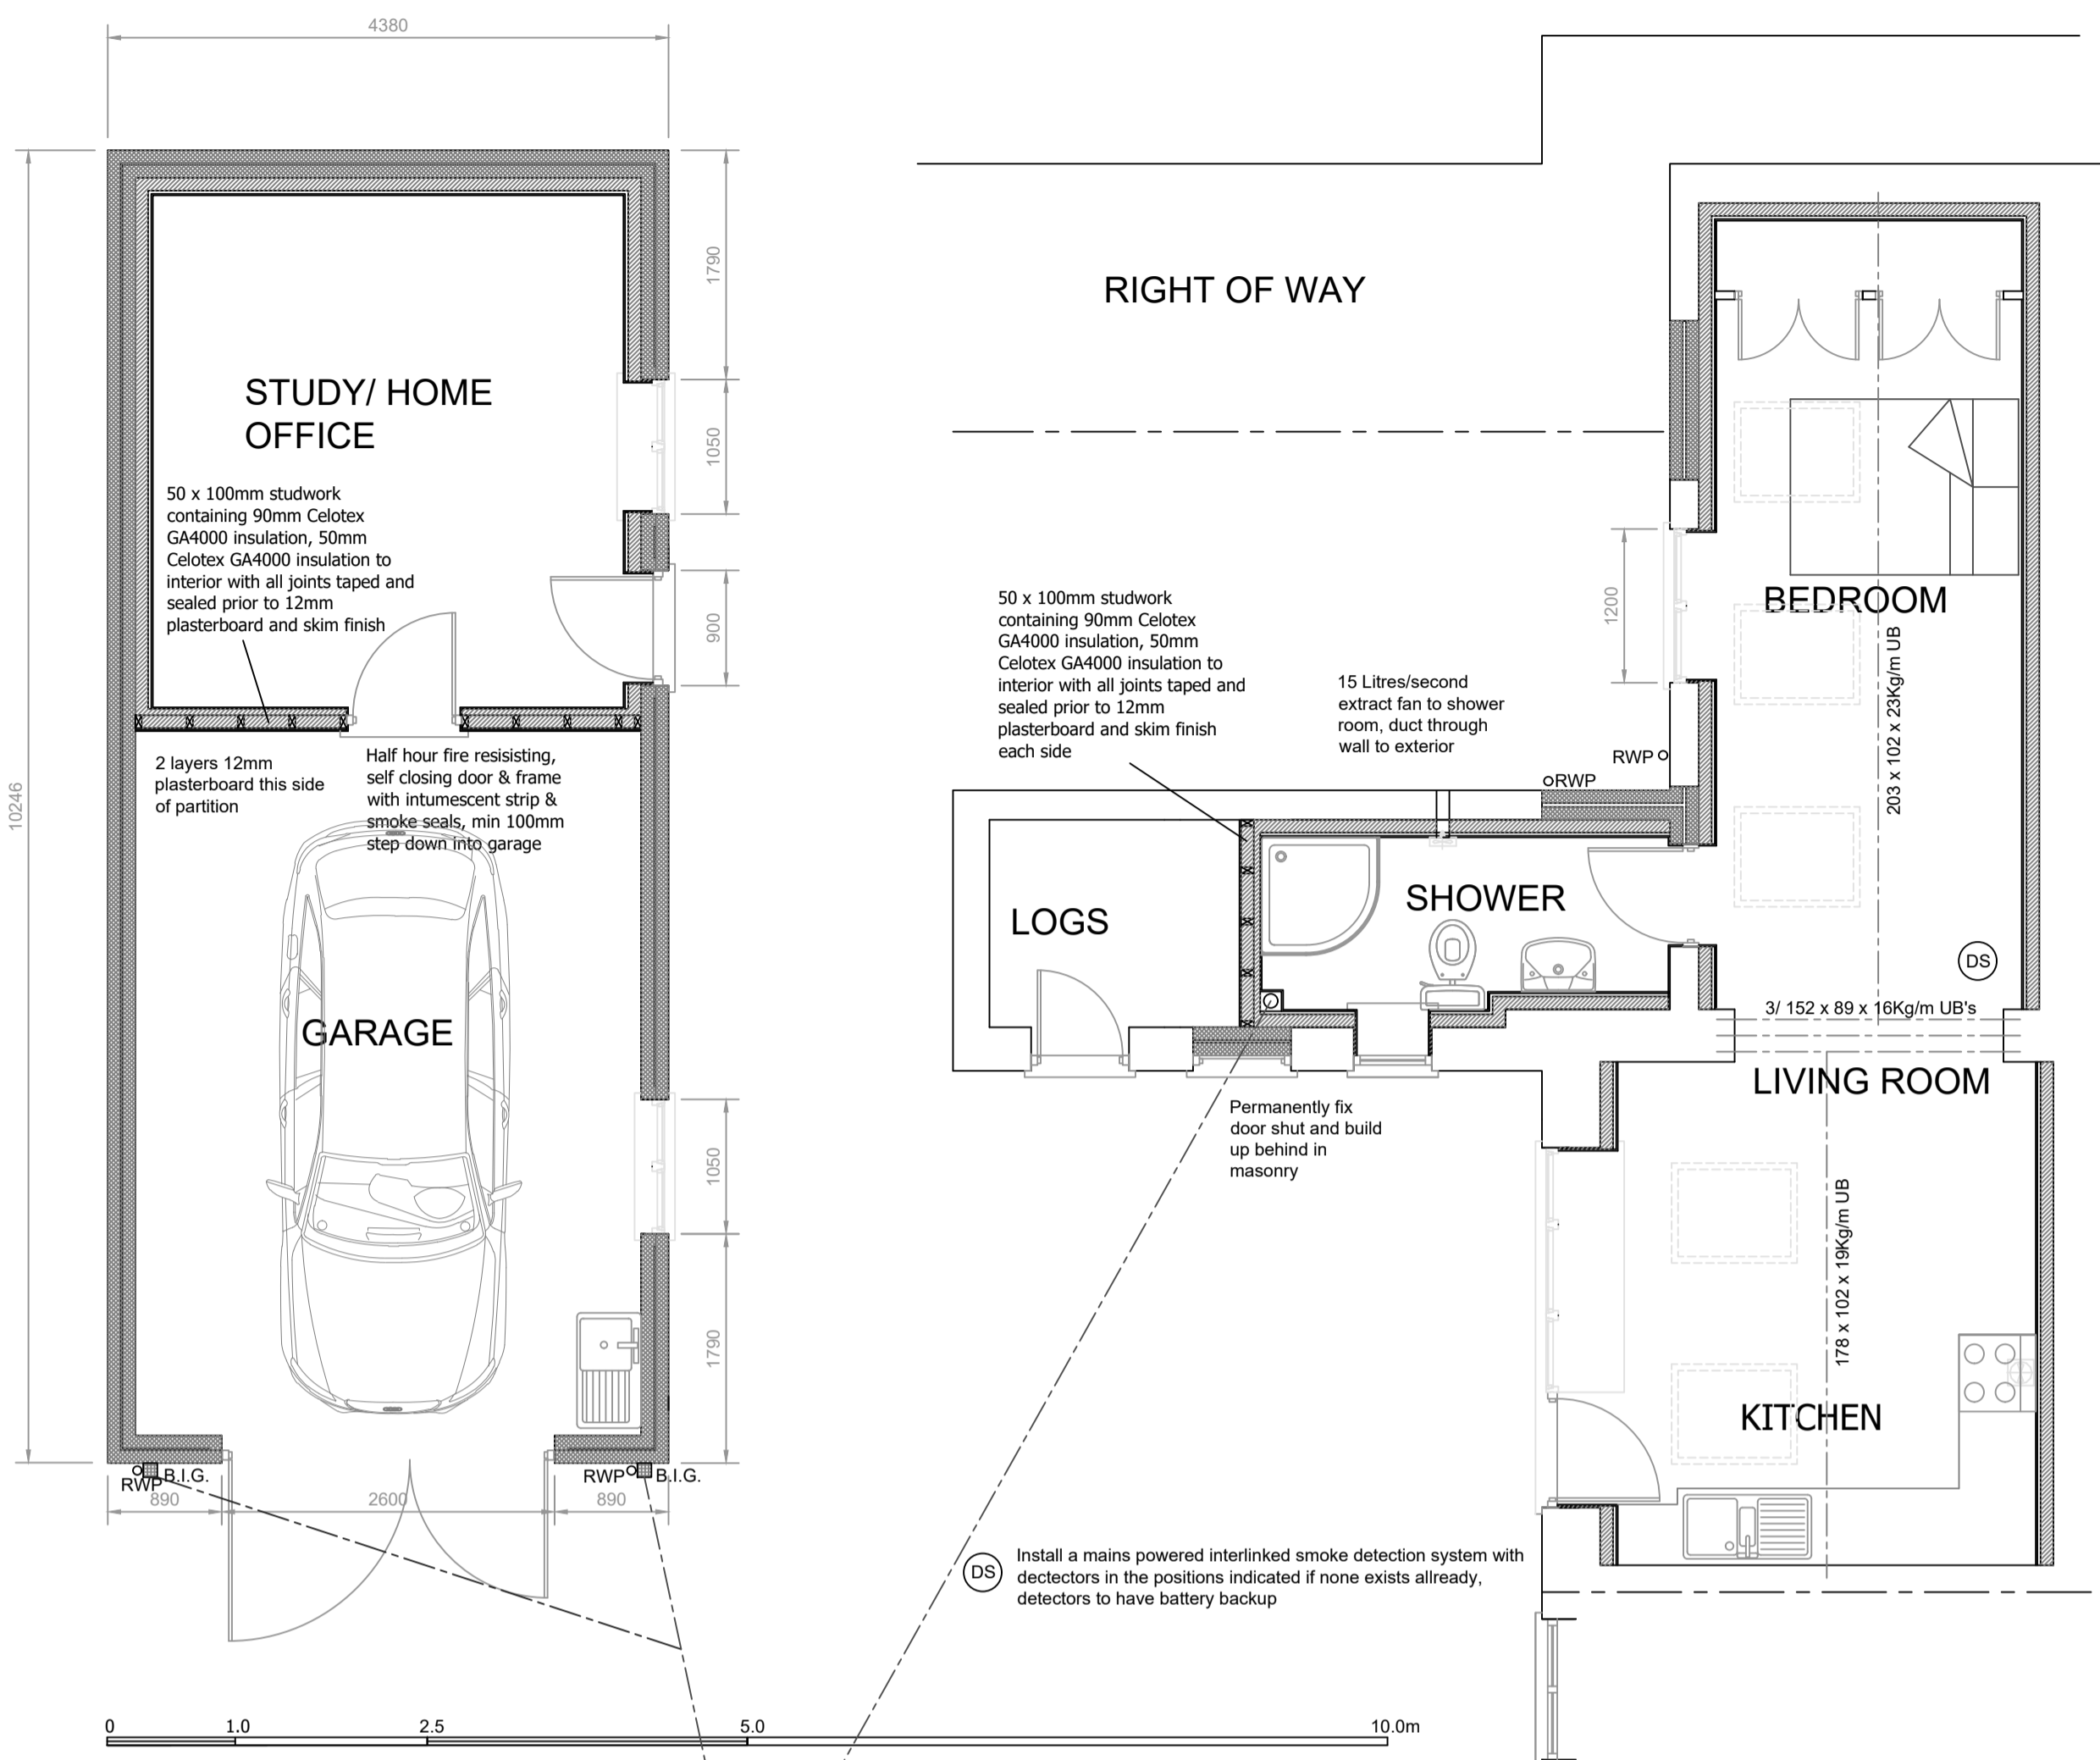 4380
10246
STUDY/ HOME
OFFICE
50 x 100mm studwork
containing 90mm Celotex
GA4000 insulation, 50mm
Celotex GA4000 insulation to
interior with all joints taped and
sealed prior to 12mm
plasterboard and skim finish
1790
1050
900
2 layers 12mm
plasterboard this side
of partition
Half hour fire resisisting,
self closing door & frame
with intumescent strip &
smoke seals, min 100mm
step down into garage
GARAGE
1050
1790
RWP
B.I.G.
RWP
B.I.G.
890
2600
890
RIGHT OF WAY
50 x 100mm studwork
containing 90mm Celotex
GA4000 insulation, 50mm
Celotex GA4000 insulation to
interior with all joints taped and
sealed prior to 12mm
plasterboard and skim finish
each side
15 Litres/second
extract fan to shower
room, duct through
wall to exterior
1200
RWP
RWP
BEDROOM
203 x 102 x 23Kg/m UB
LOGS
SHOWER
DS
3/ 152 x 89 x 16Kg/m UB's
LIVING ROOM
Permanently fix
door shut and build
up behind in
masonry
178 x 102 x 19Kg/m UB
KITCHEN
DS
Install a mains powered interlinked smoke detection system with
dectectors in the positions indicated if none exists allready,
detectors to have battery backup
0
1.0
2.5
5.0
10.0m